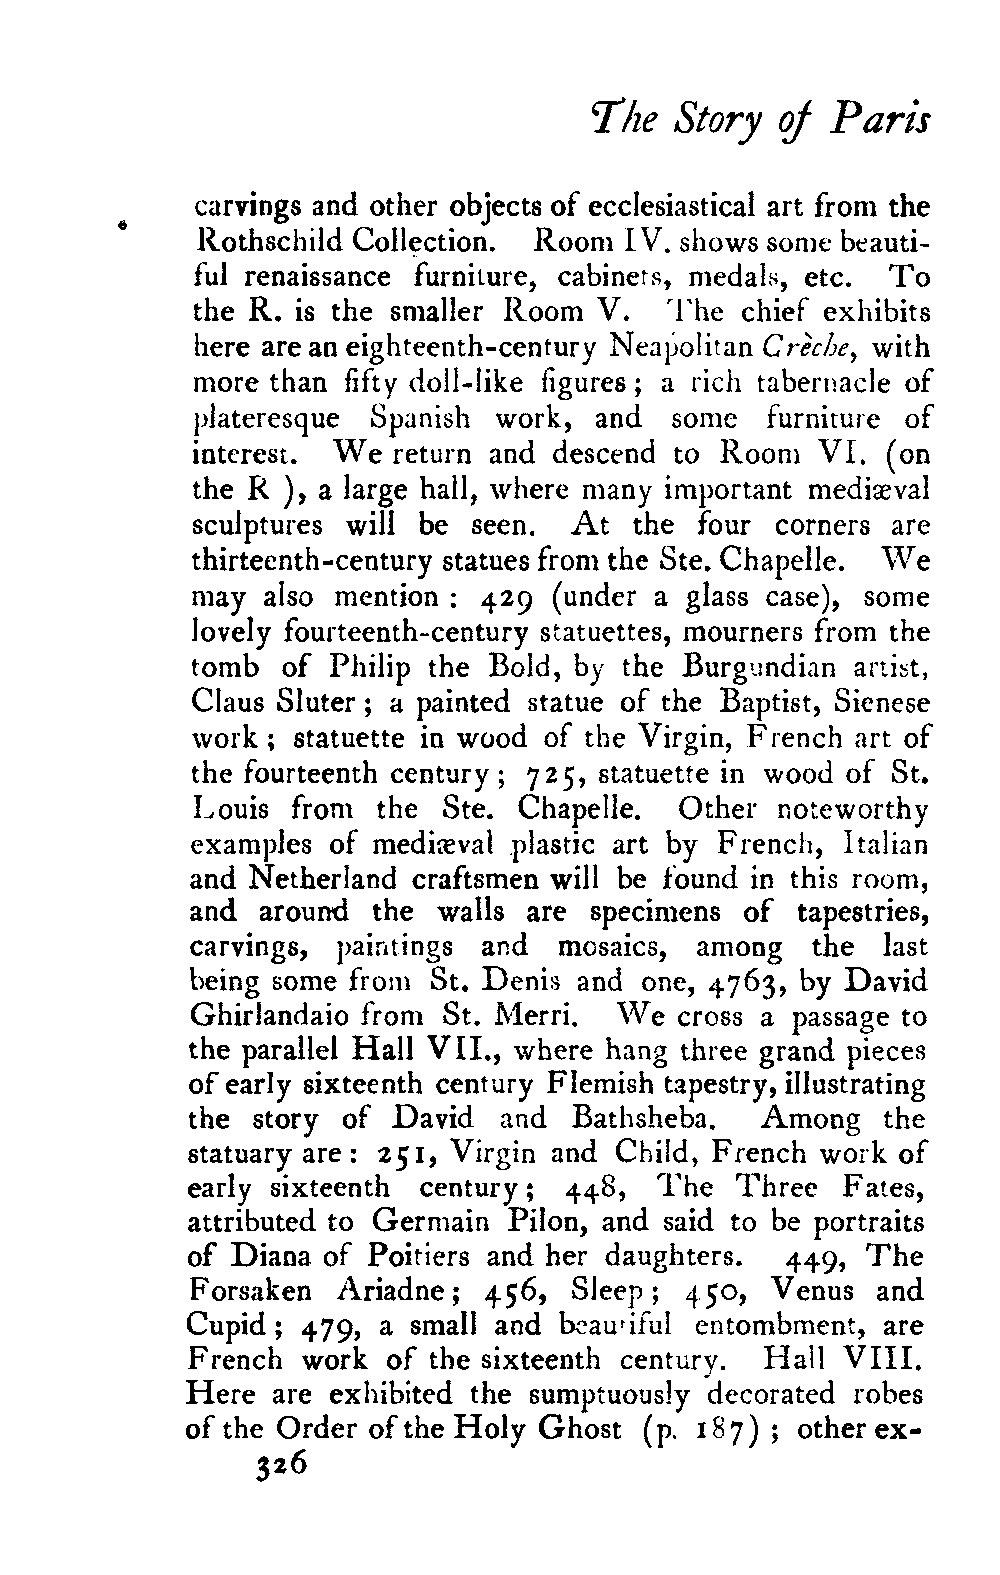 The Story of Paris
carvings and other objects of ecclesiastical art from the
Rothschild Collection. Room IV. shows some beauti-
ful renaissance furniture, cabinets, medals, etc. To
the R. is the smaller Room V. The chief exhibits
here are an eighteenth-century Neapolitan Crèche, with
more than fifty doll-like figures; a rich tabernacle of
plateresque Spanish work, and some furniture of
interest. We return and descend to Room VI. (on
the R ), a large hall, where many important mediæval
sculptures will be seen. At the four corners are
thirteenth-century statues from the Ste. Chapelle. We
may also mention : 429 (under a glass case), some
lovely fourteenth-century statuettes, mourners from the
tomb of Philip the Bold, by the Burgundian artist,
Claus Sluter ; a painted statue of the Baptist, Sienese
work ; statuette in wood of the Virgin, French art of
the fourteenth century ; 725, statuette in wood of St.
Louis from the Ste. Chapelle. Other noteworthy
examples of mediæval plastic art by French, Italian
and Netherland craftsmen will be found in this room,
and around the walls are specimens of tapestries,
carvings, paintings and mosaics, among the last
being some from St. Denis and one, 4763, by David
Ghirlandaio from St. Merri. We cross a passage to
the parallel Hall VII., where hang three grand pieces
of early sixteenth century Flemish tapestry, illustrating
the story of David and Bathsheba. Among the
statuary are : 251, Virgin and Child, French work of
early sixteenth century ; 448, The Three Fates,
attributed to Germain Pilon, and said to be portraits
of Diana of Poitiers and her daughters. 449, The
Forsaken Ariadne ; 456, Sleep ; 450, Venus and
Cupid ; 479, a small and beautiful entombment, are
French work of the sixteenth century. Hall VIII.
Here are exhibited the sumptuously decorated robes
of the Order of the Holy Ghost (p. 187) ; other ex-
326